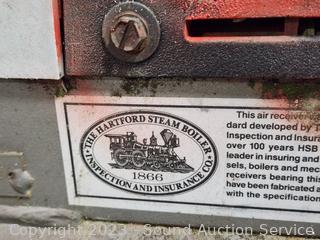 THE HARTFORD STEAM BOILER
INSPECTION AND INSURANCE CO.
1866
This air receiver
dard developed by
Inspection and Insura
over 100 years HSB
leader in insuring and
sels, boilers and mec
receivers bearing this
have been fabricated a
with the specification
Copyright 2023 - Sound Auction Service